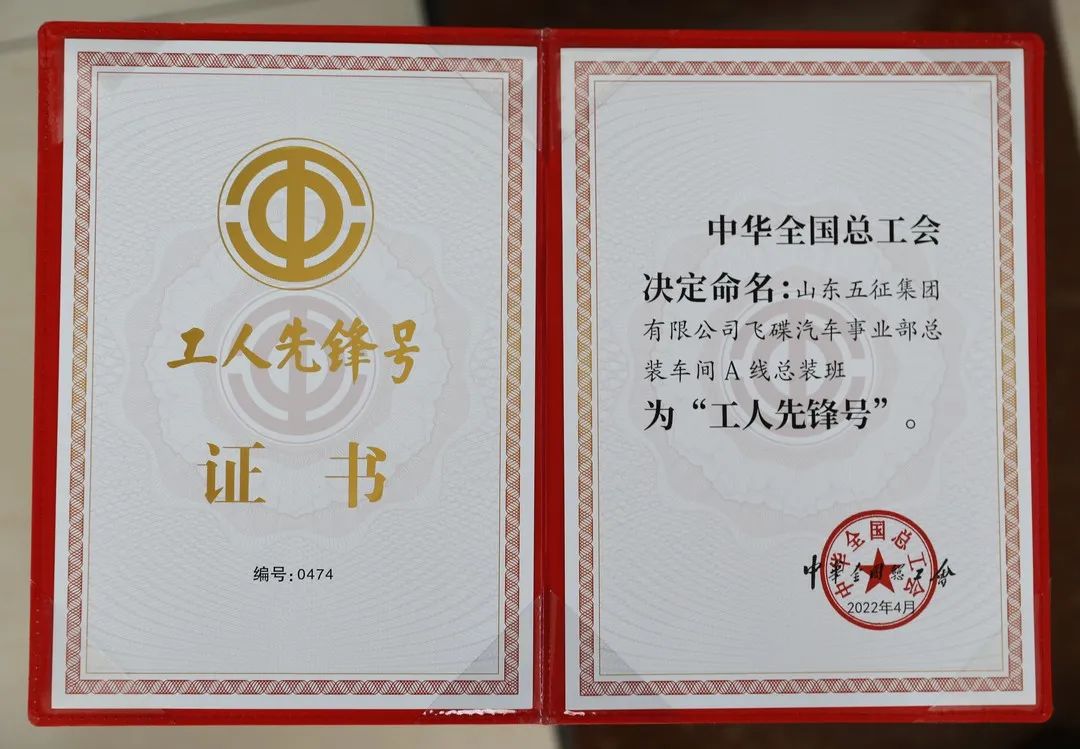 工人先锋号
证 书
编号:0474
中华全国总工会
决定命名:山东五征集团
有限公司飞碟汽车事业部总
装车间A线总装班
为“工人先锋号”。
中华全国总工会
中华全国总工會
2022年4月